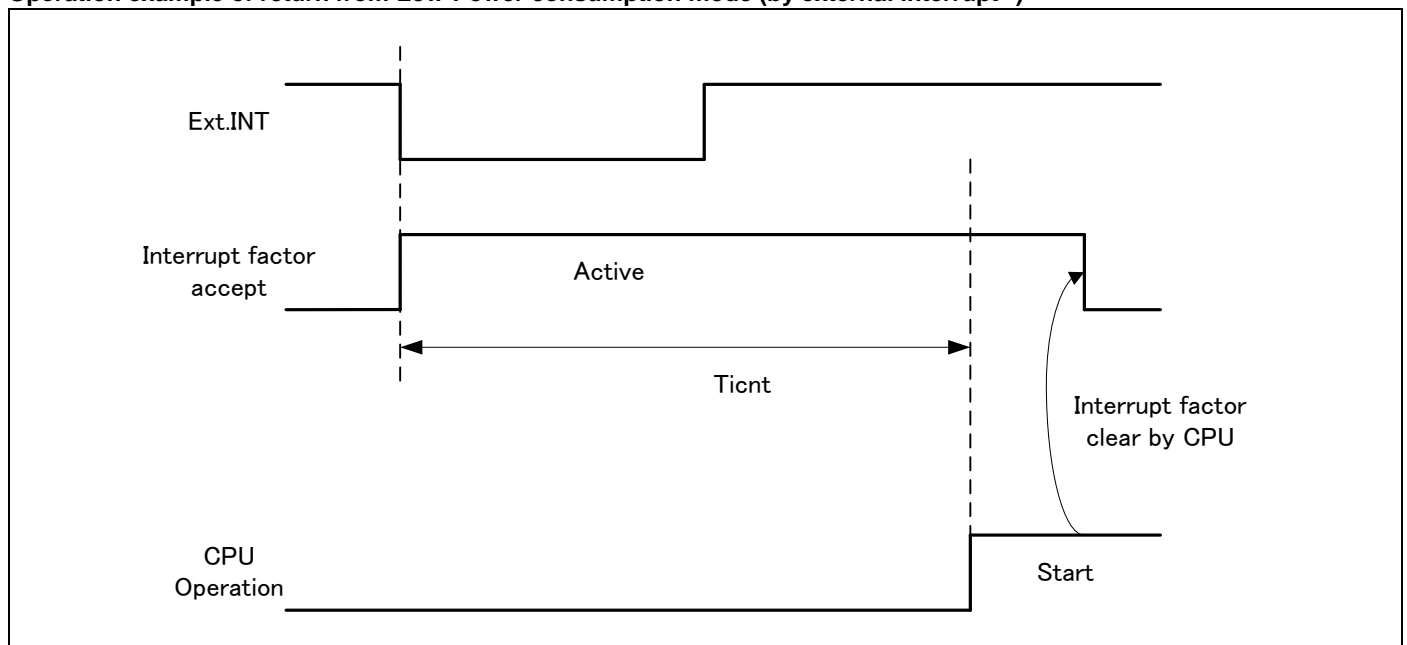 Ext.INT
Interrupt factor
accept
Active
Ticnt
Interrupt factor
clear by CPU
CPU
Operation
Start